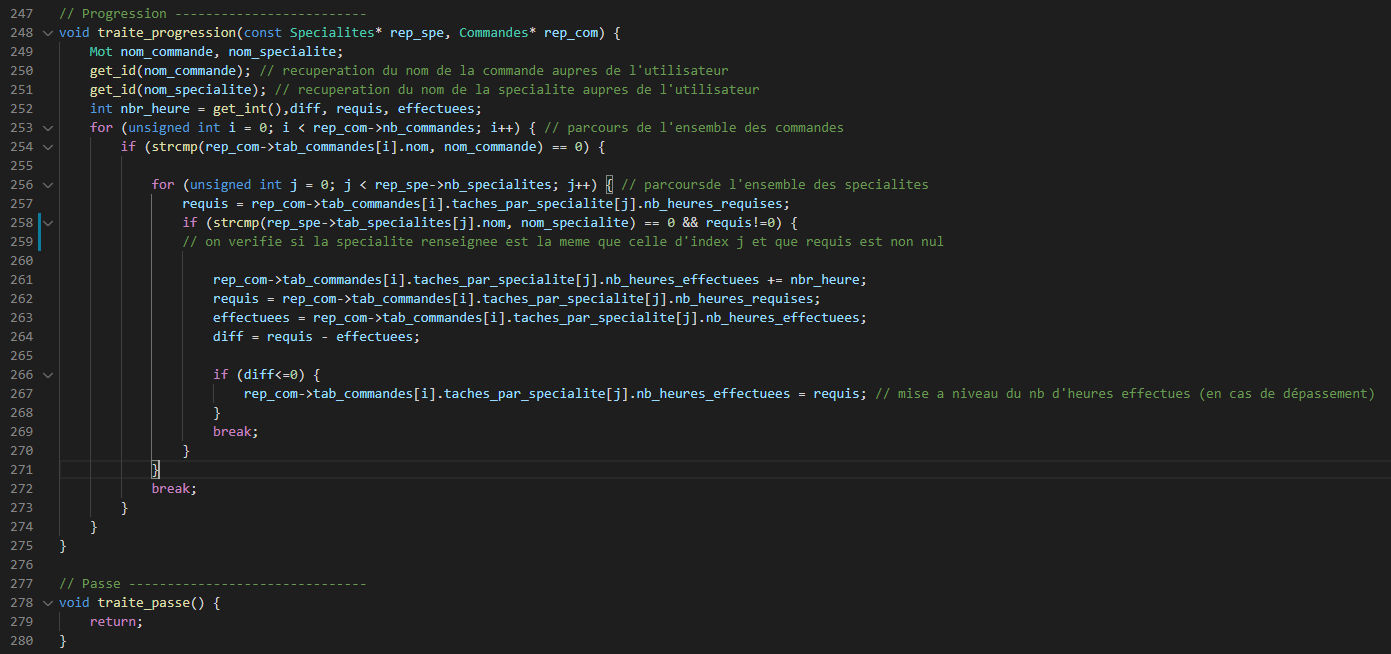 247 // Progression -------------------------
248 void traite_progression(const Specialites* rep_spe, Commandes* rep_com) {
249 Mot nom_commande, nom_specialite;
250 get_id(nom_commande); // recuperation du nom de la commande aupres de l'utilisateur
251 get_id(nom_specialite); // recuperation du nom de la specialite aupres de l'utilisateur
252 int nbr_heure = get_int(),diff, requis, effectuees;
253 for (unsigned int i = 0; i < rep_com->nb_commandes; i++) { // parcours de l'ensemble des commandes
254 if (strcmp(rep_com->tab_commandes[i].nom, nom_commande) == 0) {
255
256 for (unsigned int j = 0; j < rep_spe->nb_specialites; j++) { // parcoursde l'ensemble des specialites
257 requis = rep_com->tab_commandes[i].taches_par_specialite[j].nb_heures_requises;
258 if (strcmp(rep_spe->tab_specialites[j].nom, nom_specialite) == 0 && requis!=0) {
259 // on verifie si la specialite renseignee est la meme que celle d'index j et que requis est non nul
260
261 rep_com->tab_commandes[i].taches_par_specialite[j].nb_heures_effectuees += nbr_heure;
262 requis = rep_com->tab_commandes[i].taches_par_specialite[j].nb_heures_requises;
263 effectuees = rep_com->tab_commandes[i].taches_par_specialite[j].nb_heures_effectuees;
264 diff = requis - effectuees;
265
266 if (diff<=0) {
267 rep_com->tab_commandes[i].taches_par_specialite[j].nb_heures_effectuees = requis; // mise a niveau du nb d'heures effectues (en cas de dépassement)
268 }
269 break;
270 }
271 }
272 break;
273 }
274 }
275 }
276
277 // Passe -------------------------------
278 void traite_passe() {
279 return;
280 }